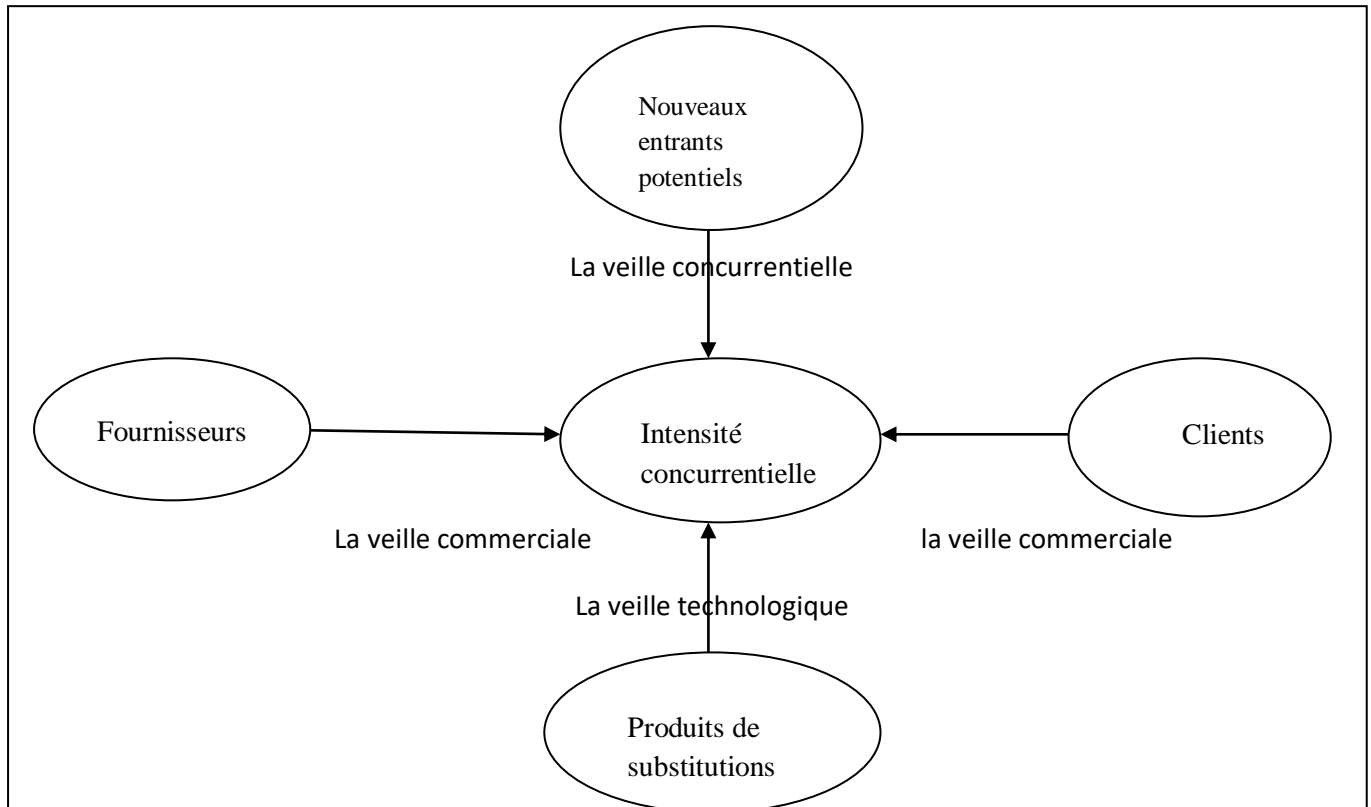 Nouveaux
entrants
potentiels
La veille concurrentielle
Fournisseurs
Intensité
concurrentielle
Clients
La veille commerciale
la veille commerciale
La veille technologique
Produits de
substitutions